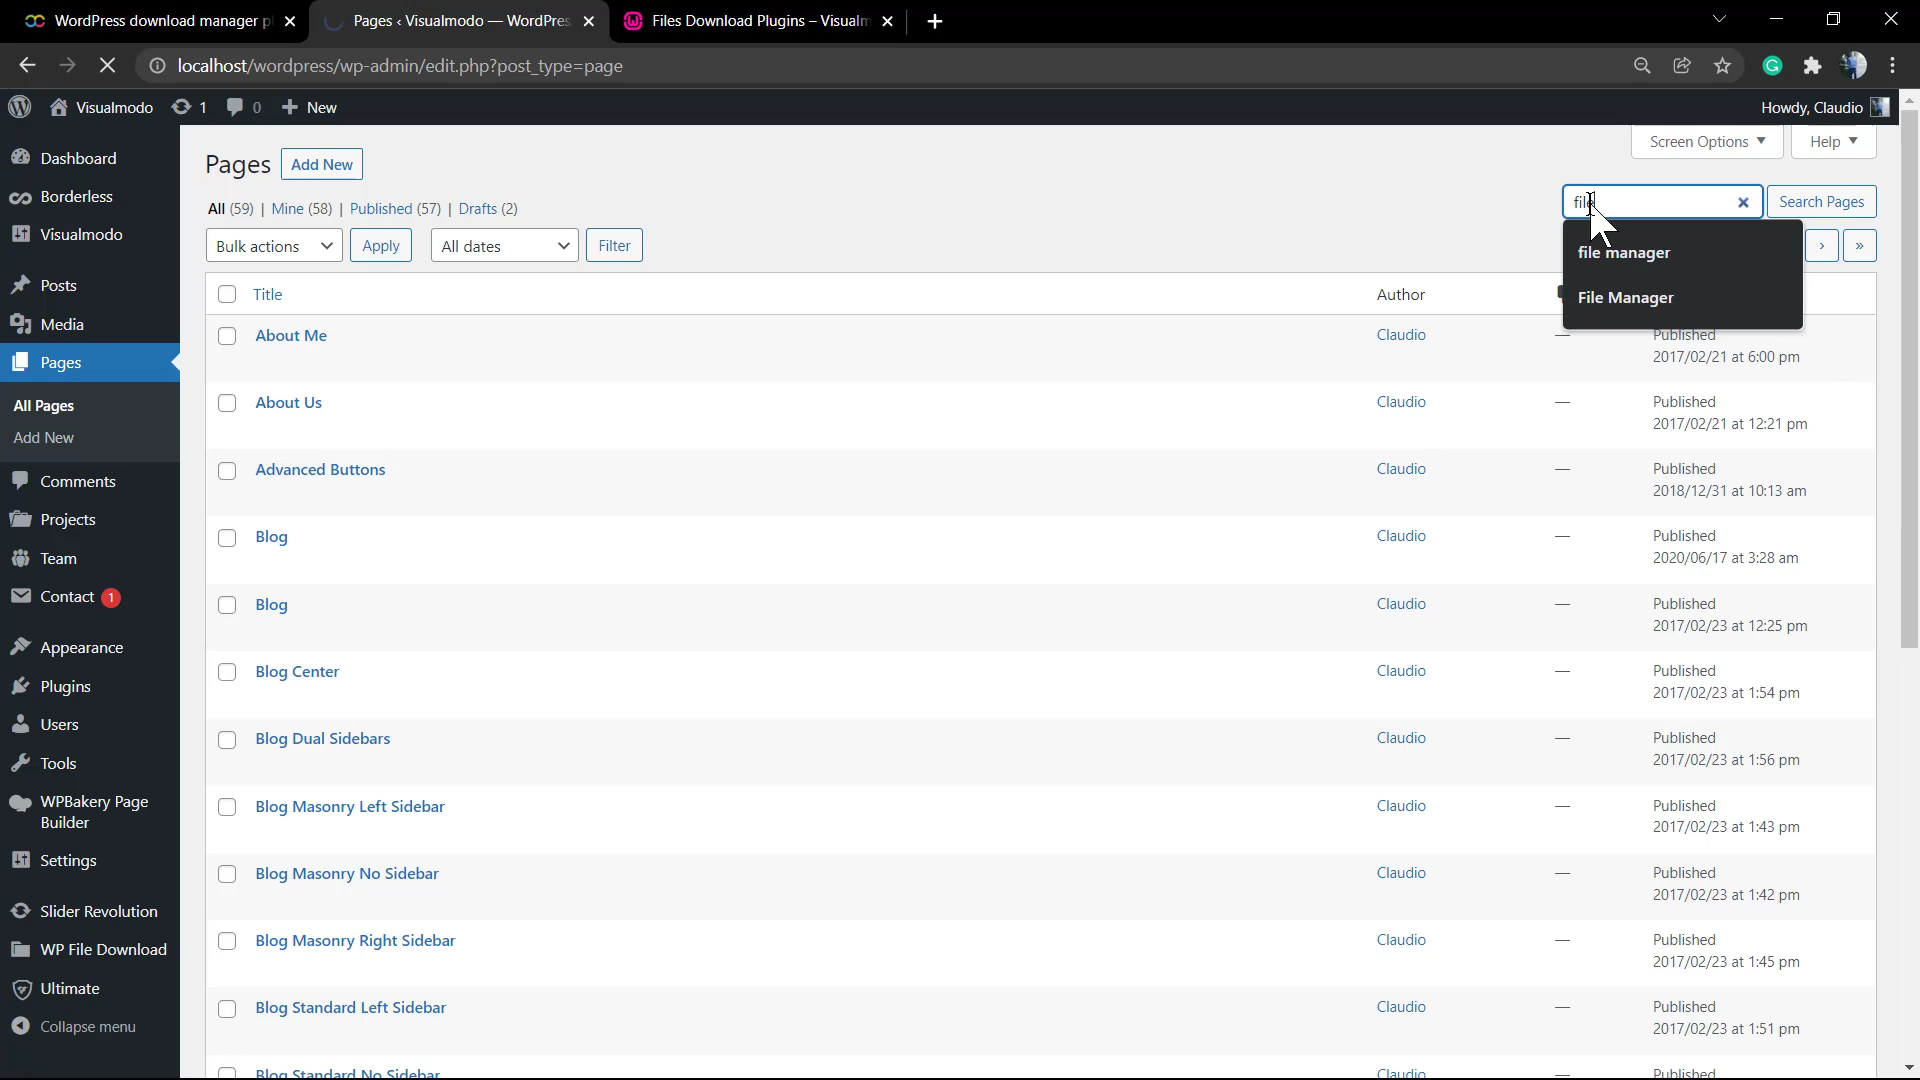 WordPress download manager pl
Pages ‹ Visualmodo — WordPres
Files Download Plugins – Visualm
localhost/wordpress/wp-admin/edit.php?post_type=page
Visualmodo
1
0
New
Howdy, Claudio
Dashboard
Borderless
Visualmodo
Posts
Media
Pages
All Pages
Add New
Comments
Projects
Team
Contact 1
Appearance
Plugins
Users
Tools
WPBakery Page
Builder
Settings
Slider Revolution
WP File Download
Ultimate
Collapse menu
Screen Options
Help
Pages
Add New
All (59) | Mine (58) | Published (57) | Drafts (2)
file
Search Pages
file manager
File Manager
Bulk actions
Apply
All dates
Filter
› »
Title
Author
About Me
Claudio
—
Published
2017/02/21 at 6:00 pm
About Us
Claudio
—
Published
2017/02/21 at 12:21 pm
Advanced Buttons
Claudio
—
Published
2018/12/31 at 10:13 am
Blog
Claudio
—
Published
2020/06/17 at 3:28 am
Blog
Claudio
—
Published
2017/02/23 at 12:25 pm
Blog Center
Claudio
—
Published
2017/02/23 at 1:54 pm
Blog Dual Sidebars
Claudio
—
Published
2017/02/23 at 1:56 pm
Blog Masonry Left Sidebar
Claudio
—
Published
2017/02/23 at 1:43 pm
Blog Masonry No Sidebar
Claudio
—
Published
2017/02/23 at 1:42 pm
Blog Masonry Right Sidebar
Claudio
—
Published
2017/02/23 at 1:45 pm
Blog Standard Left Sidebar
Claudio
—
Published
2017/02/23 at 1:51 pm
Blog Standard No Sidebar
Claudio
Published